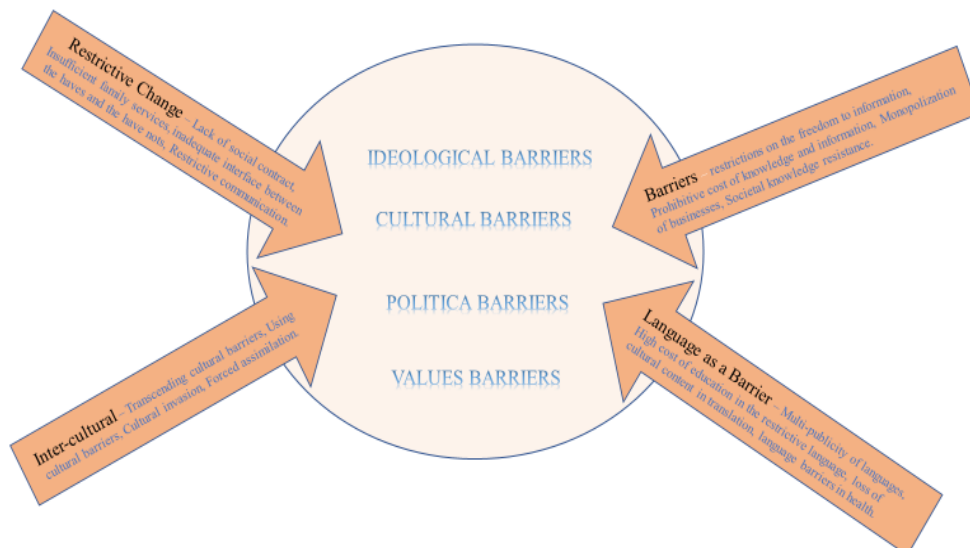 Restrictive Change – Lack of social contract,
Insufficient family services, inadequate interface between
the haves and the have nots, Restrictive communication.
Barriers – restrictions on the freedom to information,
Prohibitive cost of knowledge and information, Monopolization
of businesses, Societal knowledge resistance.
IDEOLOGICAL BARRIERS
CULTURAL BARRIERS
POLITICA BARRIERS
VALUES BARRIERS
Inter-cultural – Transcending cultural barriers, Using
cultural barriers, Cultural invasion, Forced assimilation.
Language as a Barrier – Multi-publicity of languages,
High cost of education in the restrictive language, loss of
cultural content in translation, language barriers in health.